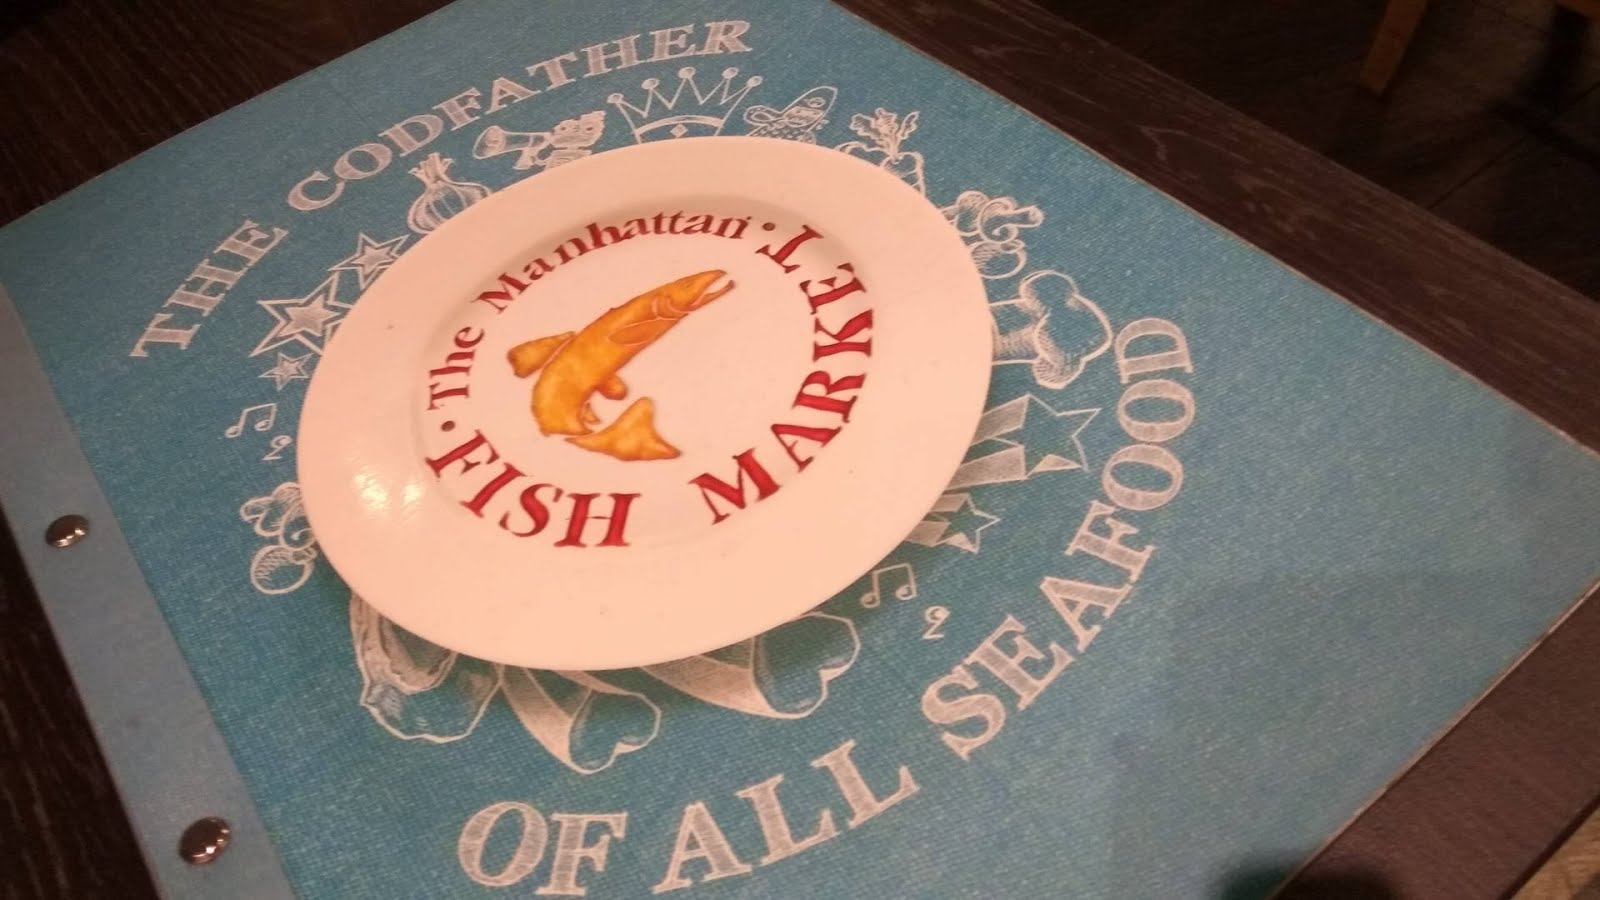 THE CODFATHER
· The Manhattan ·
FISH MARKET
OF ALL SEAFOOD